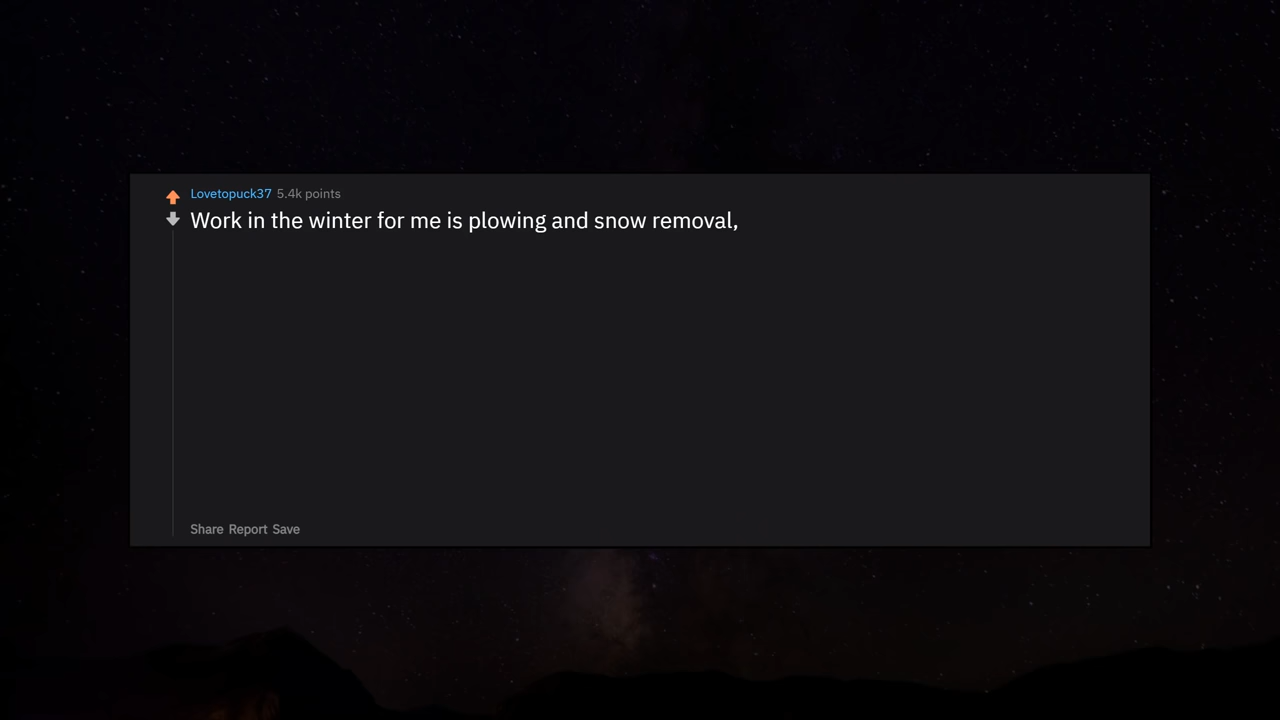 Lovetopuck37 5.4k points
Work in the winter for me is plowing and snow removal,
Share Report Save